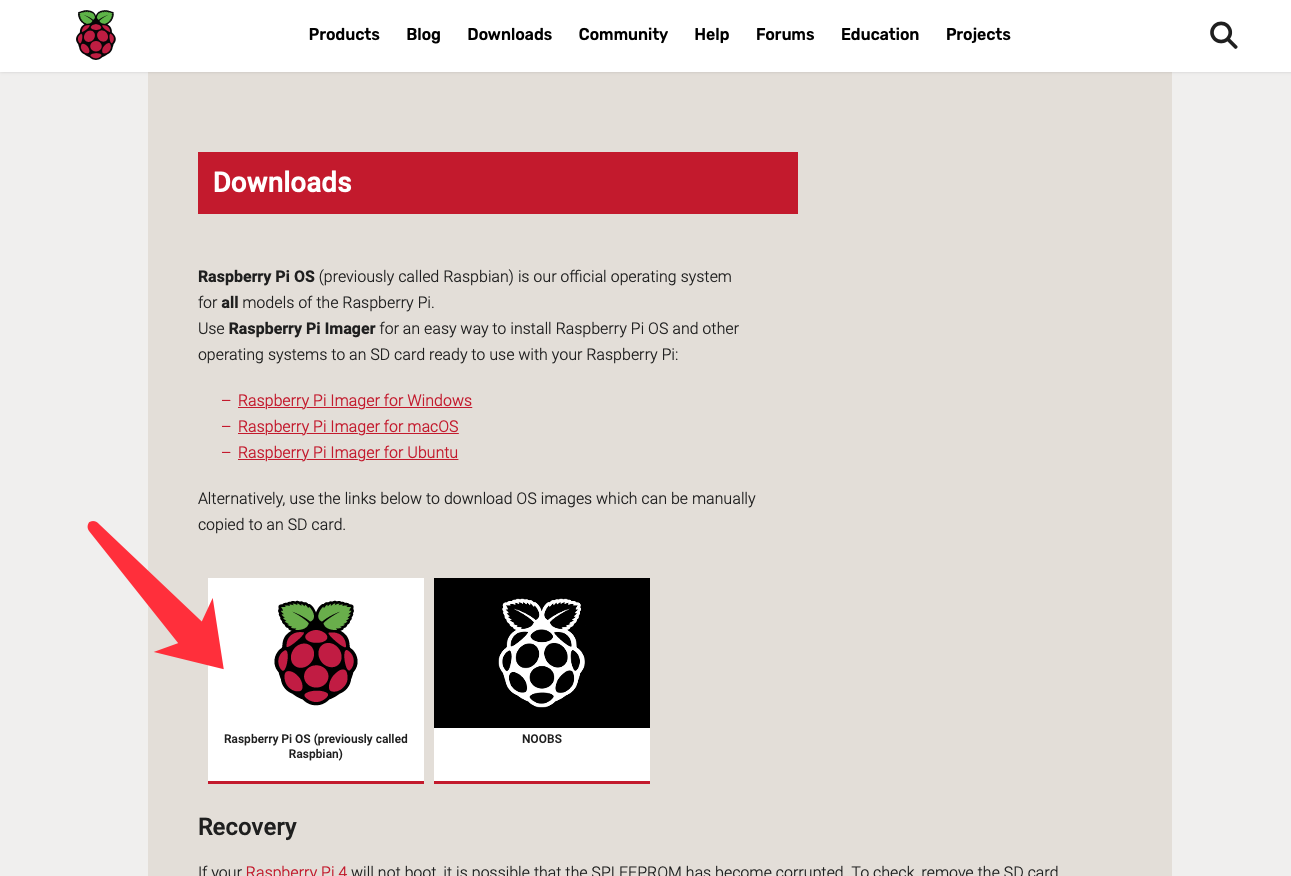 Products Blog Downloads Community Help Forums Education Projects
Downloads
Raspberry Pi OS (previously called Raspbian) is our official operating system
for all models of the Raspberry Pi.
Use Raspberry Pi Imager for an easy way to install Raspberry Pi OS and other
operating systems to an SD card ready to use with your Raspberry Pi:
– Raspberry Pi Imager for Windows
– Raspberry Pi Imager for macOS
– Raspberry Pi Imager for Ubuntu
Alternatively, use the links below to download OS images which can be manually
copied to an SD card.
Raspberry Pi OS (previously called
Raspbian)
NOOBS
Recovery
If your Raspberry Pi 4 will not boot, it is possible that the SPI EEPROM has become corrupted. To check, remove the SD card,